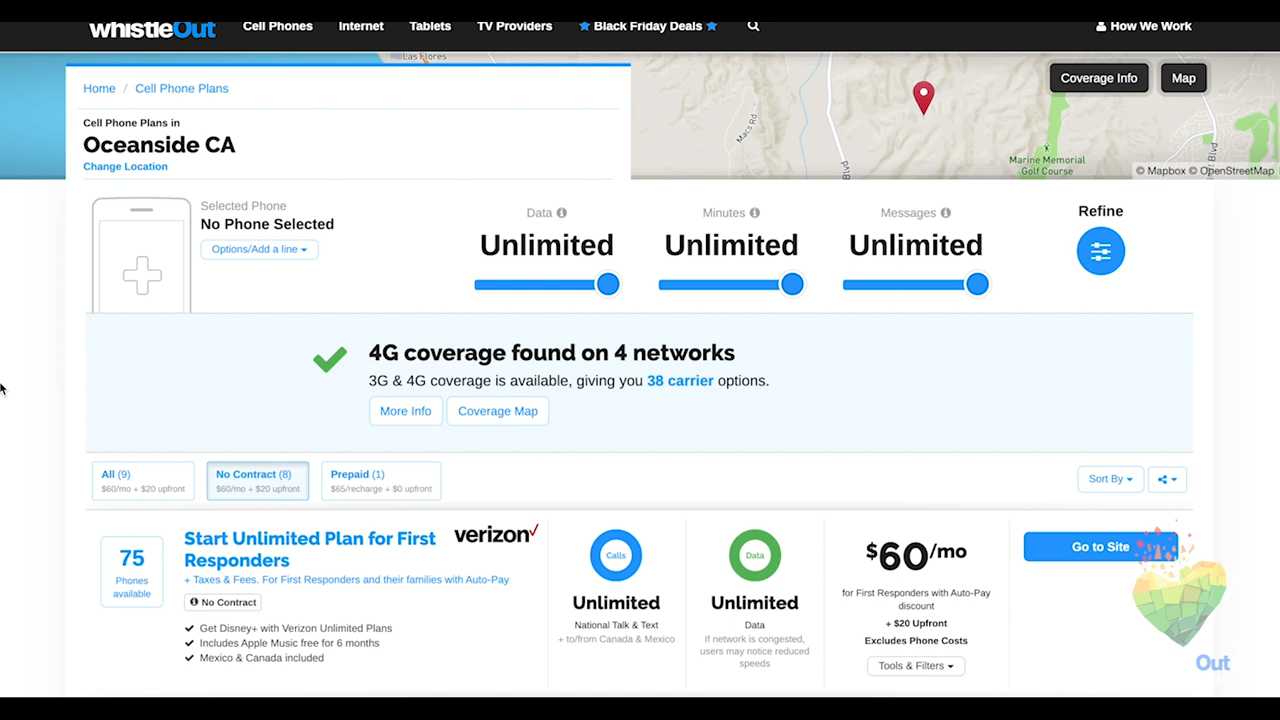 whistleOut
Cell Phones
Internet
Tablets
TV Providers
Black Friday Deals
How We Work
Las Flores
Home / Cell Phone Plans
Coverage Info
Map
Cell Phone Plans in
Oceanside CA
Change Location
Macs Rd
Blvd
Marine Memorial
Golf Course
© Mapbox © OpenStreetMap
Selected Phone
No Phone Selected
Options/Add a line
Data
Unlimited
Minutes
Unlimited
Messages
Unlimited
Refine
4G coverage found on 4 networks
3G & 4G coverage is available, giving you 38 carrier options.
More Info
Coverage Map
All (9)
$60/mo + $20 upfront
No Contract (8)
$60/mo + $20 upfront
Prepaid (1)
$65/recharge + $0 upfront
Sort By
75
Phones
available
Start Unlimited Plan for First
Responders
verizon
+ Taxes & Fees. For First Responders and their families with Auto-Pay
No Contract
Get Disney+ with Verizon Unlimited Plans
Includes Apple Music free for 6 months
Mexico & Canada included
Calls
Unlimited
National Talk & Text
+ to/from Canada & Mexico
Data
Unlimited
Data
If network is congested,
users may notice reduced
speeds
$60/mo
for First Responders with Auto-Pay
discount
+ $20 Upfront
Excludes Phone Costs
Tools & Filters
Go to Site
Out